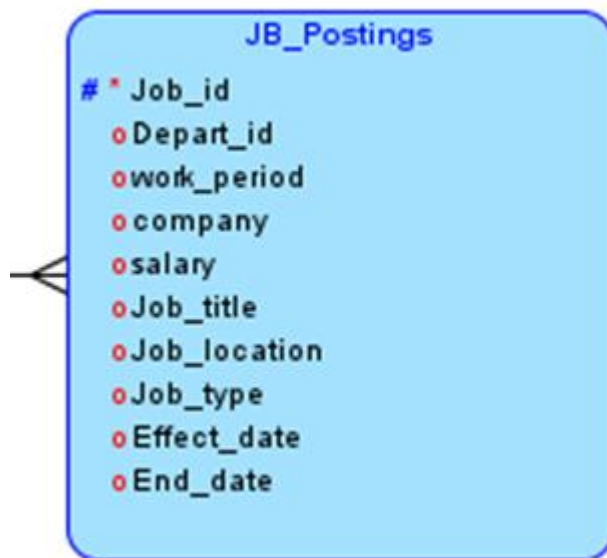 JB_Postings
# * Job_id
o Depart_id
o work_period
o company
o salary
o Job_title
o Job_location
o Job_type
o Effect_date
o End_date